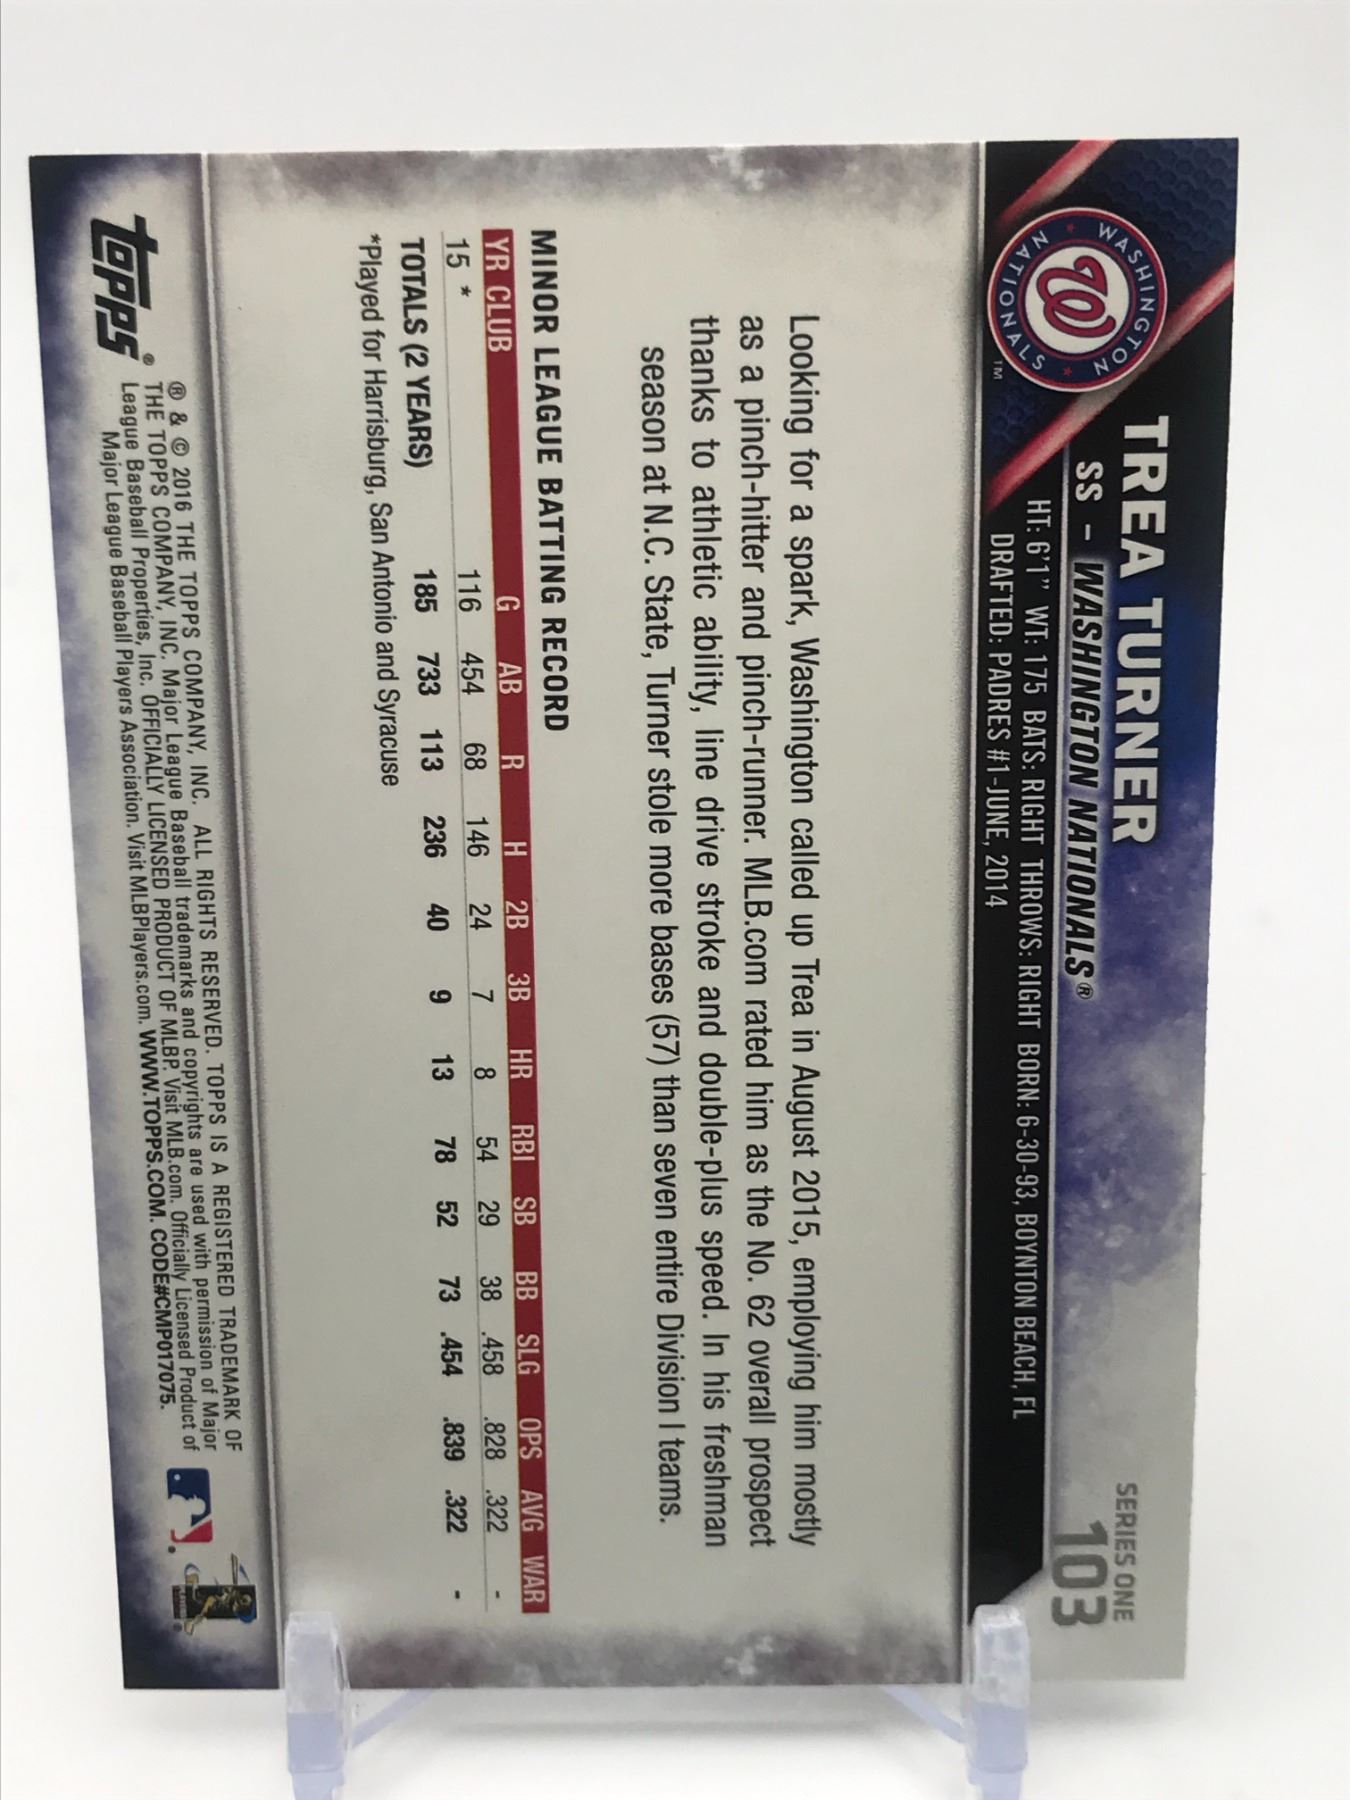 SERIES ONE
103
WASHINGTON NATIONALS
W
TM
TREA TURNER
SS - WASHINGTON NATIONALS®
HT: 6'1" WT: 175 BATS: RIGHT THROWS: RIGHT BORN: 6-30-93, BOYNTON BEACH, FL
DRAFTED: PADRES #1-JUNE, 2014
Looking for a spark, Washington called up Trea in August 2015, employing him mostly
as a pinch-hitter and pinch-runner. MLB.com rated him as the No. 62 overall prospect
thanks to athletic ability, line drive stroke and double-plus speed. In his freshman
season at N.C. State, Turner stole more bases (57) than seven entire Division I teams.
MINOR LEAGUE BATTING RECORD
YR CLUB G AB R H 2B 3B HR RBI SB BB SLG OPS AVG WAR
15 * 116 454 68 146 24 7 8 54 29 38 .458 .828 .322 -
TOTALS (2 YEARS) 185 733 113 236 40 9 13 78 52 73 .454 .839 .322 -
*Played for Harrisburg, San Antonio and Syracuse
topps®
® & © 2016 THE TOPPS COMPANY, INC. ALL RIGHTS RESERVED. TOPPS IS A REGISTERED TRADEMARK OF
THE TOPPS COMPANY, INC. Major League Baseball trademarks and copyrights are used with permission of Major
League Baseball Properties, Inc. OFFICIALLY LICENSED PRODUCT OF MLBP. Visit MLB.com. Officially Licensed Product of
Major League Baseball Players Association. Visit MLBPlayers.com. WWW.TOPPS.COM. CODE#CMP017075.